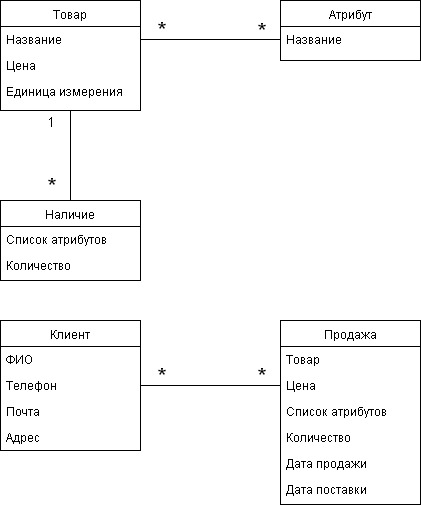 Товар
Название
Цена
Единица измерения
* *
Атрибут
Название
1
*
Наличие
Список атрибутов
Количество
Клиент
ФИО
Телефон
Почта
Адрес
* *
Продажа
Товар
Цена
Список атрибутов
Количество
Дата продажи
Дата поставки